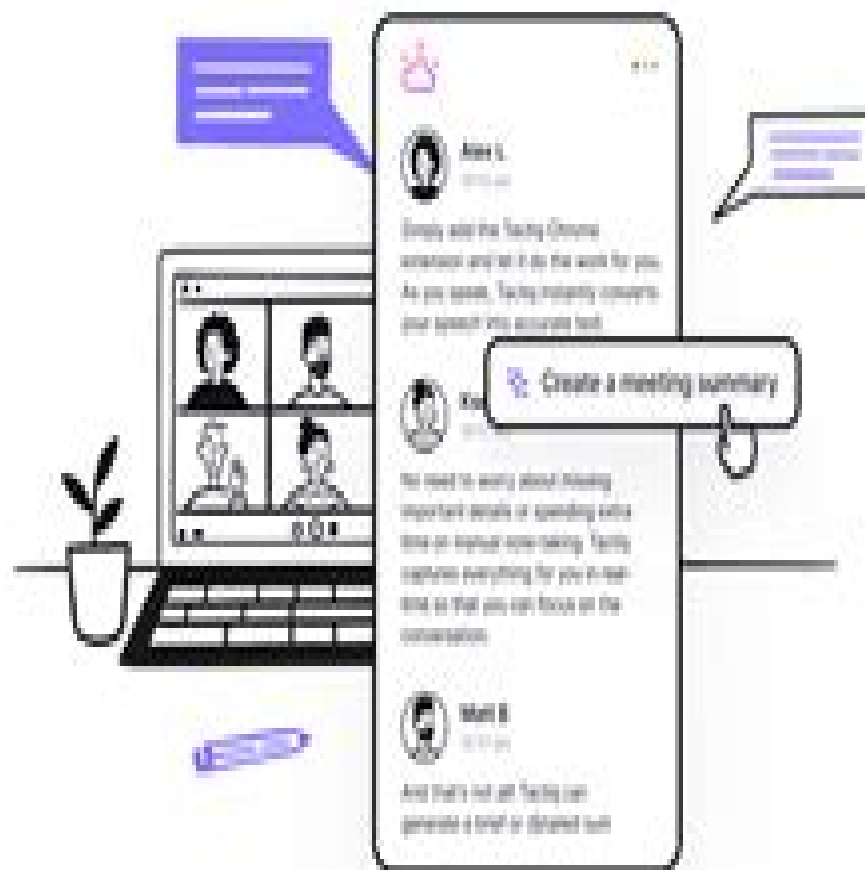 Alex L
Simply add the Tactiq Chrome
extension and let it do the work for you.
As you speak, Tactiq instantly converts
your speech into accurate text.
Create a meeting summary
No need to worry about missing
important details or spending extra
time on manual note-taking. Tactiq
captures everything for you in real-
time so that you can focus on the
conversation.
Matt B
And that's not all! Tactiq can
generate a brief or detailed sum